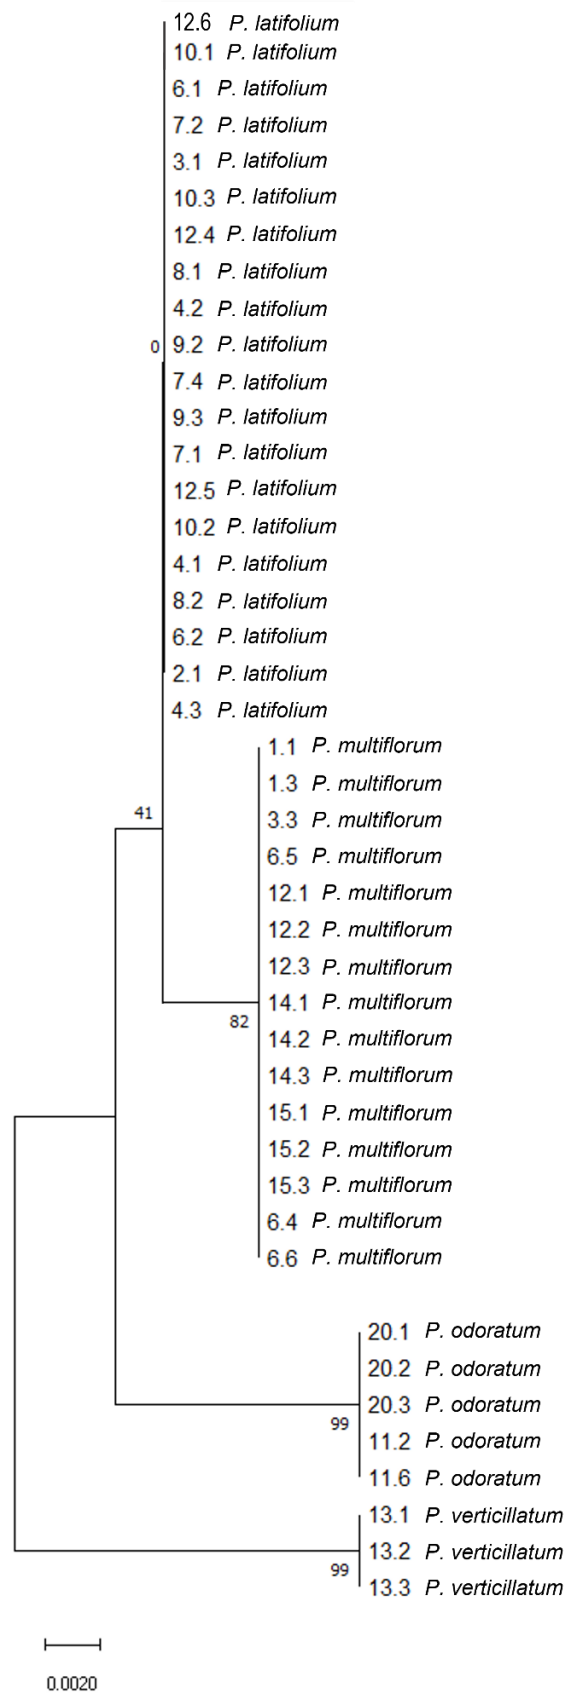 12.6 P. latifolium
10.1 P. latifolium
6.1 P. latifolium
7.2 P. latifolium
3.1 P. latifolium
10.3 P. latifolium
12.4 P. latifolium
8.1 P. latifolium
4.2 P. latifolium
0 9.2 P. latifolium
7.4 P. latifolium
9.3 P. latifolium
7.1 P. latifolium
12.5 P. latifolium
10.2 P. latifolium
4.1 P. latifolium
8.2 P. latifolium
6.2 P. latifolium
2.1 P. latifolium
4.3 P. latifolium
1.1 P. multiflorum
1.3 P. multiflorum
41 3.3 P. multiflorum
6.5 P. multiflorum
12.1 P. multiflorum
12.2 P. multiflorum
12.3 P. multiflorum
14.1 P. multiflorum
82
14.2 P. multiflorum
14.3 P. multiflorum
15.1 P. multiflorum
15.2 P. multiflorum
15.3 P. multiflorum
6.4 P. multiflorum
6.6 P. multiflorum
20.1 P. odoratum
20.2 P. odoratum
20.3 P. odoratum
99
11.2 P. odoratum
11.6 P. odoratum
13.1 P. verticillatum
13.2 P. verticillatum
99
13.3 P. verticillatum
0.0020